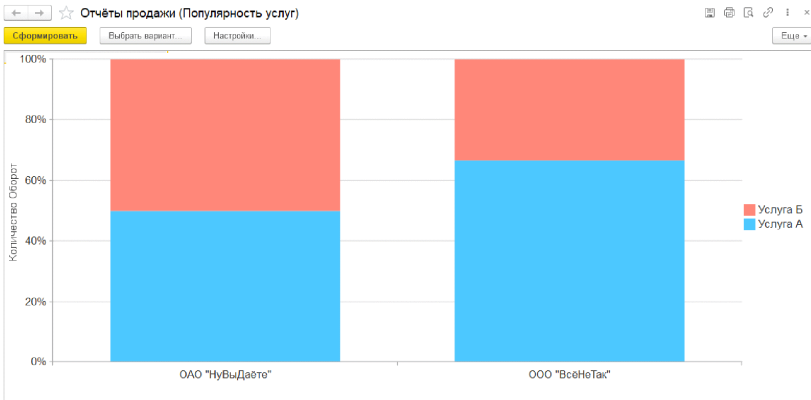 Отчёты продажи (Популярность услуг)
Сформировать
Выбрать вариант...
Настройки...
Еще
100%
80%
60%
40%
20%
0%
Количество Оборот
Услуга Б
Услуга А
ОАО "НуВыДаёте"
ООО "ВсёНеТак"